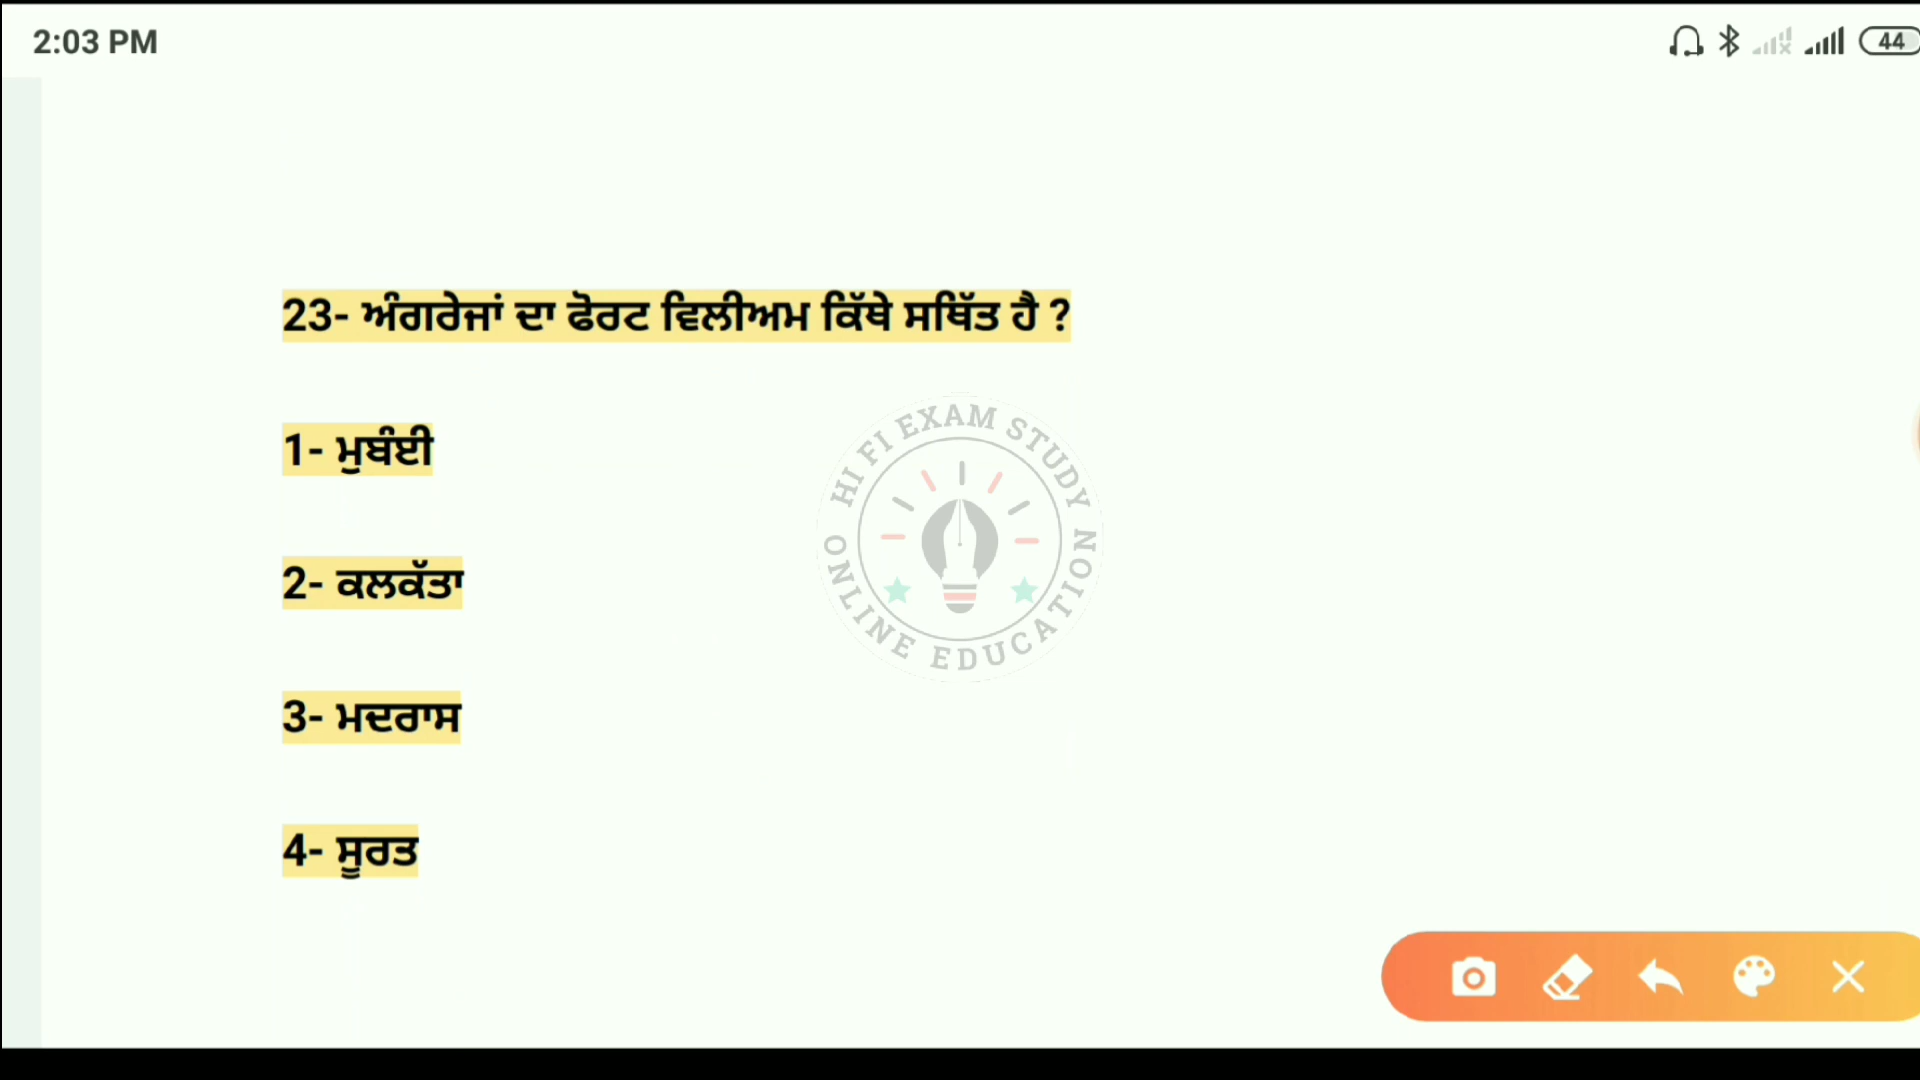 2:03 PM
44
23- ਅੰਗਰੇਜਾਂ ਦਾ ਫੋਰਟ ਵਿਲੀਅਮ ਕਿੱਥੇ ਸਥਿੱਤ ਹੈ ?
1- ਮੁਬੰਈ
2- ਕਲਕੱਤਾ
3- ਮਦਰਾਸ
4- ਸੂਰਤ
HI FI EXAM STUDY
ONLINE EDUCATION